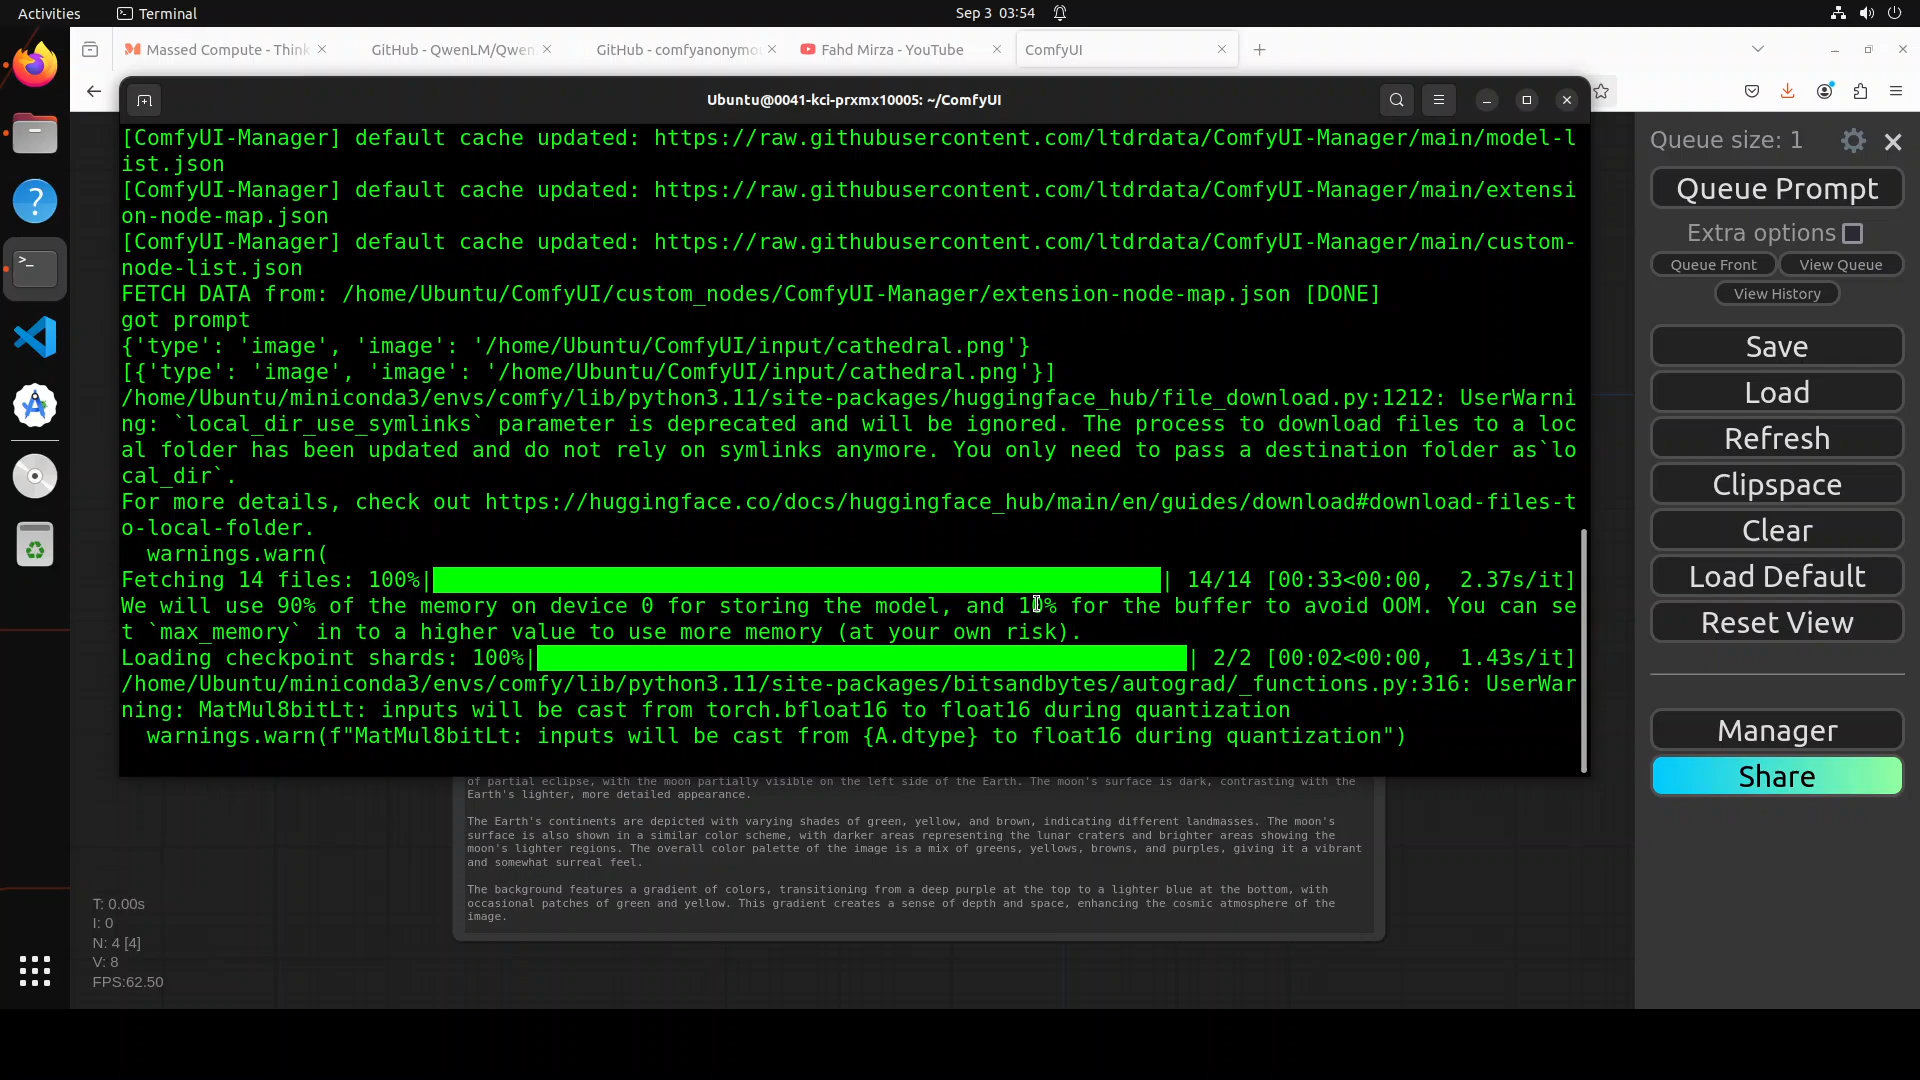 Activities
Terminal
Sep 3 03:54
Massed Compute - Think
GitHub - QwenLM/Qwen
GitHub - comfyanonymou
Fahd Mirza - YouTube
ComfyUI
Ubuntu@0041-kci-prxmx10005: ~/ComfyUI
[ComfyUI-Manager] default cache updated: https://raw.githubusercontent.com/ltdrdata/ComfyUI-Manager/main/model-l
ist.json
[ComfyUI-Manager] default cache updated: https://raw.githubusercontent.com/ltdrdata/ComfyUI-Manager/main/extensi
on-node-map.json
[ComfyUI-Manager] default cache updated: https://raw.githubusercontent.com/ltdrdata/ComfyUI-Manager/main/custom-
node-list.json
FETCH DATA from: /home/Ubuntu/ComfyUI/custom_nodes/ComfyUI-Manager/extension-node-map.json [DONE]
got prompt
{'type': 'image', 'image': '/home/Ubuntu/ComfyUI/input/cathedral.png'}
[{'type': 'image', 'image': '/home/Ubuntu/ComfyUI/input/cathedral.png'}]
/home/Ubuntu/miniconda3/envs/comfy/lib/python3.11/site-packages/huggingface_hub/file_download.py:1212: UserWarni
ng: `local_dir_use_symlinks` parameter is deprecated and will be ignored. The process to download files to a loc
al folder has been updated and do not rely on symlinks anymore. You only need to pass a destination folder as`lo
cal_dir`.
For more details, check out https://huggingface.co/docs/huggingface_hub/main/en/guides/download#download-files-t
o-local-folder.
  warnings.warn(
Fetching 14 files: 100%| | 14/14 [00:33<00:00,  2.37s/it]
We will use 90% of the memory on device 0 for storing the model, and 10% for the buffer to avoid OOM. You can se
t `max_memory` in to a higher value to use more memory (at your own risk).
Loading checkpoint shards: 100%| | 2/2 [00:02<00:00,  1.43s/it]
/home/Ubuntu/miniconda3/envs/comfy/lib/python3.11/site-packages/bitsandbytes/autograd/_functions.py:316: UserWar
ning: MatMul8bitLt: inputs will be cast from torch.bfloat16 to float16 during quantization
  warnings.warn(f"MatMul8bitLt: inputs will be cast from {A.dtype} to float16 during quantization")
of partial eclipse, with the moon partially visible on the left side of the Earth. The moon's surface is dark, contrasting with the
Earth's lighter, more detailed appearance.
The Earth's continents are depicted with varying shades of green, yellow, and brown, indicating different landmasses. The moon's
surface is also shown in a similar color scheme, with darker areas representing the lunar craters and brighter areas showing the
moon's lighter regions. The overall color palette of the image is a mix of greens, yellows, browns, and purples, giving it a vibrant
and somewhat surreal feel.
The background features a gradient of colors, transitioning from a deep purple at the top to a lighter blue at the bottom, with
occasional patches of green and yellow. This gradient creates a sense of depth and space, enhancing the cosmic atmosphere of the
image.
T: 0.00s
I: 0
N: 4 [4]
V: 8
FPS:62.50
Queue size: 1
Queue Prompt
Extra options
Queue Front
View Queue
View History
Save
Load
Refresh
Clipspace
Clear
Load Default
Reset View
Manager
Share